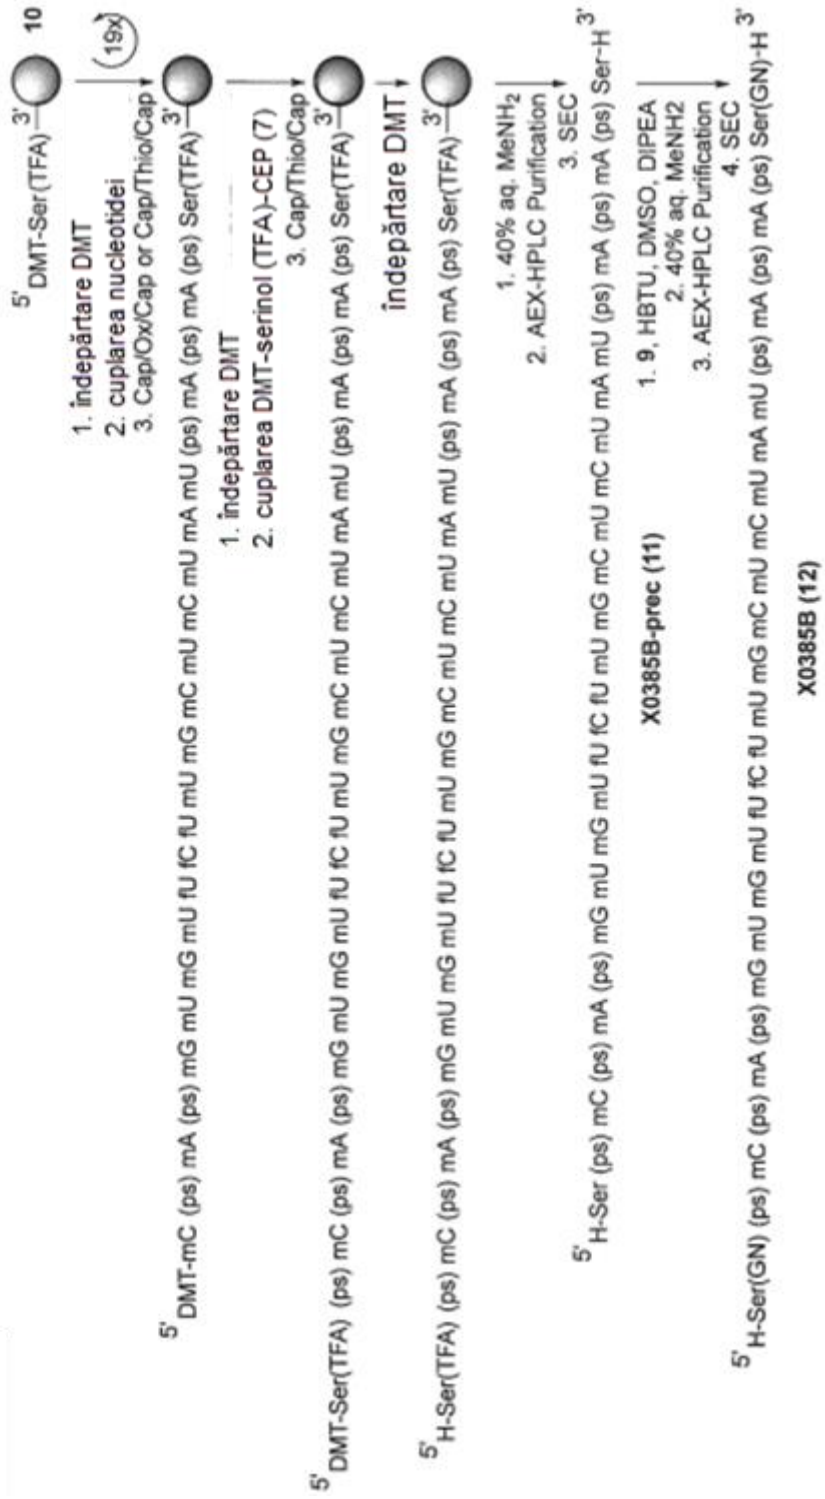 5' DMT-Ser(TFA) 3' 10
1. îndepărtare DMT
2. cuplarea nucleotidei
3. Cap/Ox/Cap or Cap/Thio/Cap
(19x)
5' DMT-mC (ps) mA (ps) mG mU mG mU fU fC fU mU mG mC mU mC mU mA mU (ps) mA (ps) mA (ps) Ser(TFA) 3'
1. îndepărtare DMT
2. cuplarea DMT-serinol (TFA)-CEP (7)
3. Cap/Thio/Cap
5' DMT-Ser(TFA) (ps) mC (ps) mA (ps) mG mU mG mU fU fC fU mU mG mC mU mC mU mA mU (ps) mA (ps) mA (ps) Ser(TFA) 3'
îndepărtare DMT
5' H-Ser(TFA) (ps) mC (ps) mA (ps) mG mU mG mU fU fC fU mU mG mC mU mC mU mA mU (ps) mA (ps) mA (ps) Ser(TFA) 3'
1. 40% aq. MeNH2
2. AEX-HPLC Purification
3. SEC
5' H-Ser (ps) mC (ps) mA (ps) mG mU mG mU fU fC fU mU mG mC mU mC mU mA mU (ps) mA (ps) mA (ps) Ser-H 3'
X0385B-prec (11)
1. 9, HBTU, DMSO, DIPEA
2. 40% aq. MeNH2
3. AEX-HPLC Purification
4. SEC
5' H-Ser(GN) (ps) mC (ps) mA (ps) mG mU mG mU fU fC fU mU mG mC mU mC mU mA mU (ps) mA (ps) mA (ps) Ser(GN)-H 3'
X0385B (12)